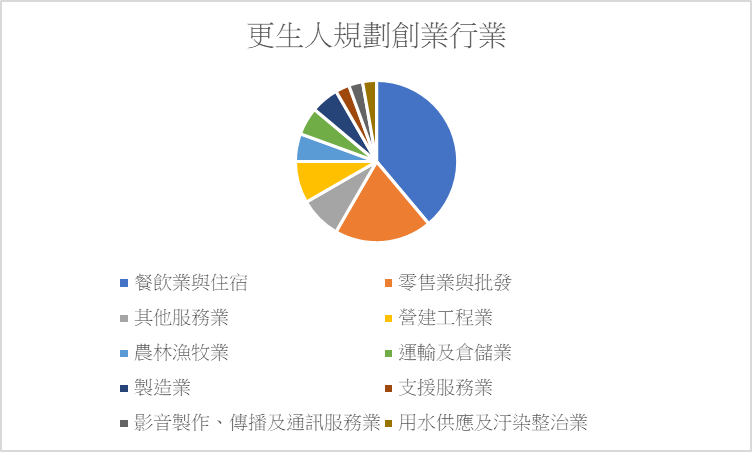 更生人規劃創業行業
餐飲業與住宿
零售業與批發
其他服務業
營建工程業
農林漁牧業
運輸及倉儲業
製造業
支援服務業
影音製作、傳播及通訊服務業
用水供應及汙染整治業